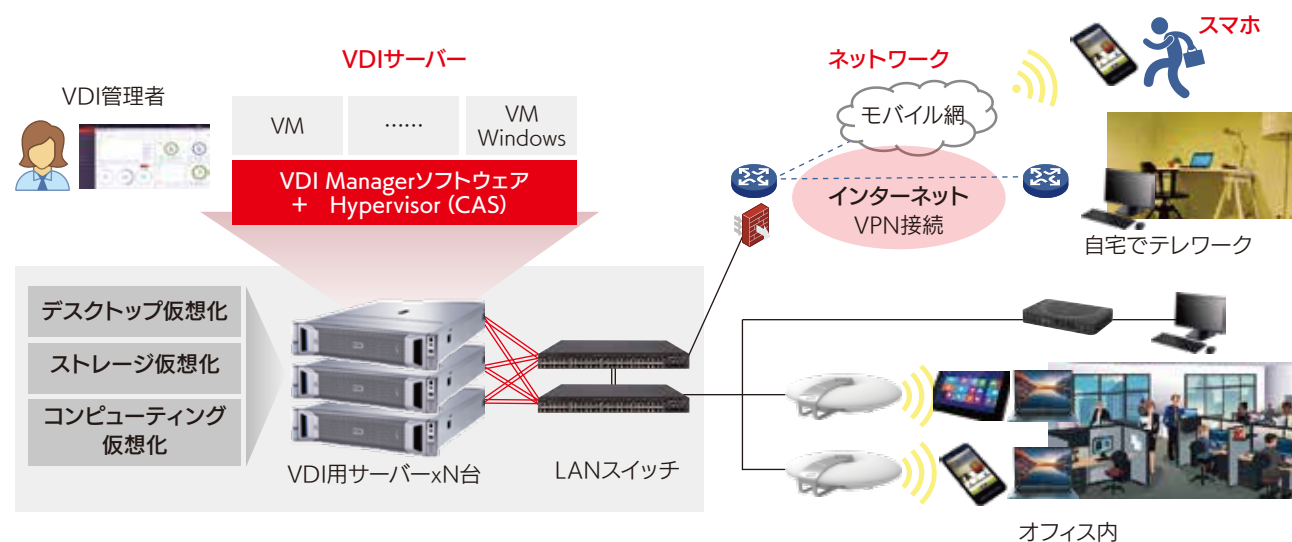 VDIサーバー
VDI管理者
VM
……
VM
Windows
VDI Managerソフトウェア
+ Hypervisor (CAS)
ネットワーク
スマホ
モバイル網
インターネット
VPN接続
自宅でテレワーク
デスクトップ仮想化
ストレージ仮想化
コンピューティング
仮想化
VDI用サーバーxN台
LANスイッチ
オフィス内